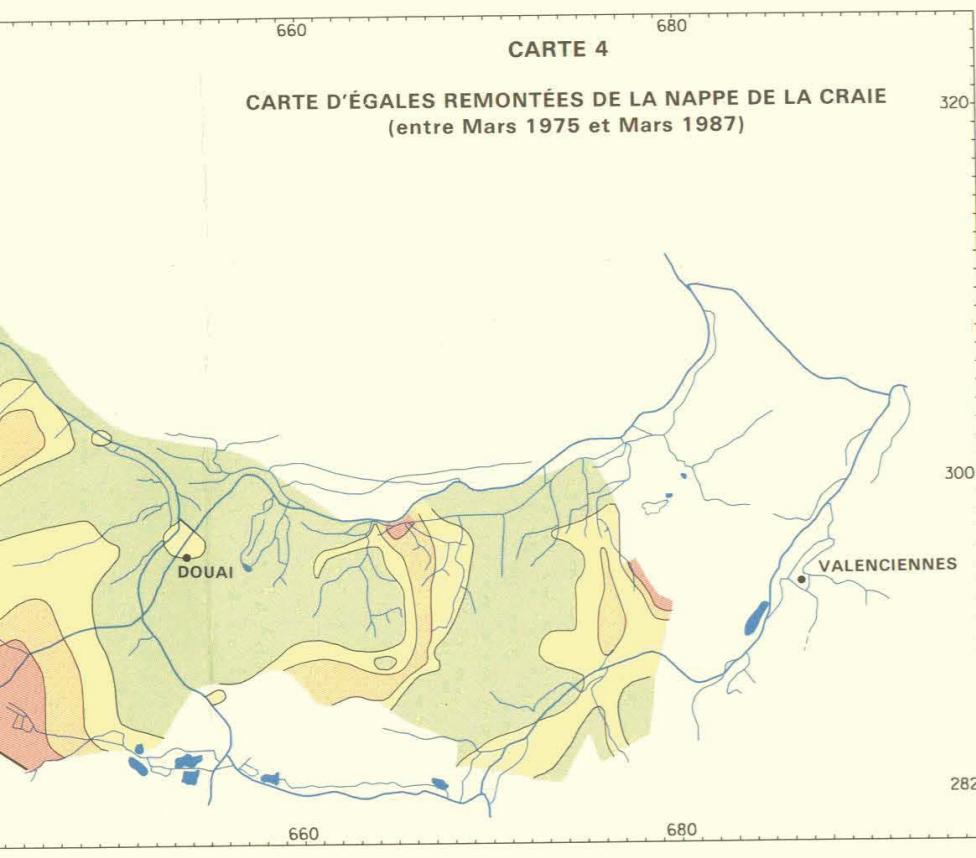 660
680
CARTE 4
CARTE D'ÉGALES REMONTÉES DE LA NAPPE DE LA CRAIE
(entre Mars 1975 et Mars 1987)
320
300
DOUAI
VALENCIENNES
282
660
680